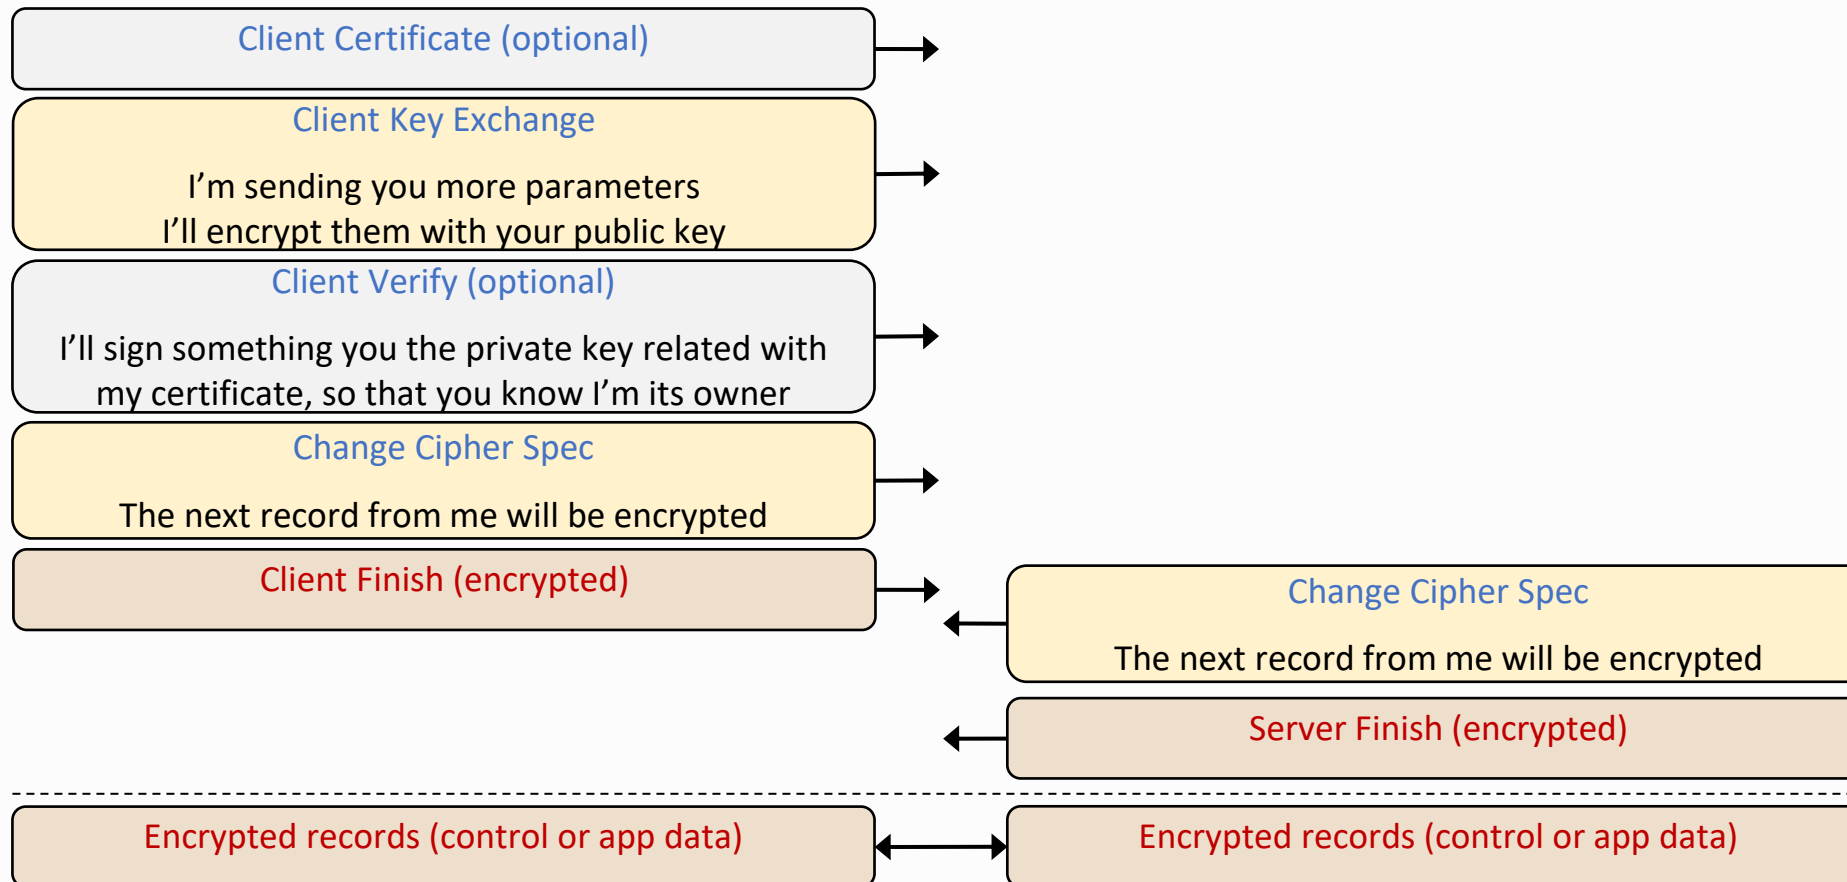 Client Certificate (optional)
Client Key Exchange
I’m sending you more parameters
I’ll encrypt them with your public key
Client Verify (optional)
I’ll sign something you the private key related with
my certificate, so that you know I’m its owner
Change Cipher Spec
The next record from me will be encrypted
Client Finish (encrypted)
Change Cipher Spec
The next record from me will be encrypted
Server Finish (encrypted)
Encrypted records (control or app data)
Encrypted records (control or app data)